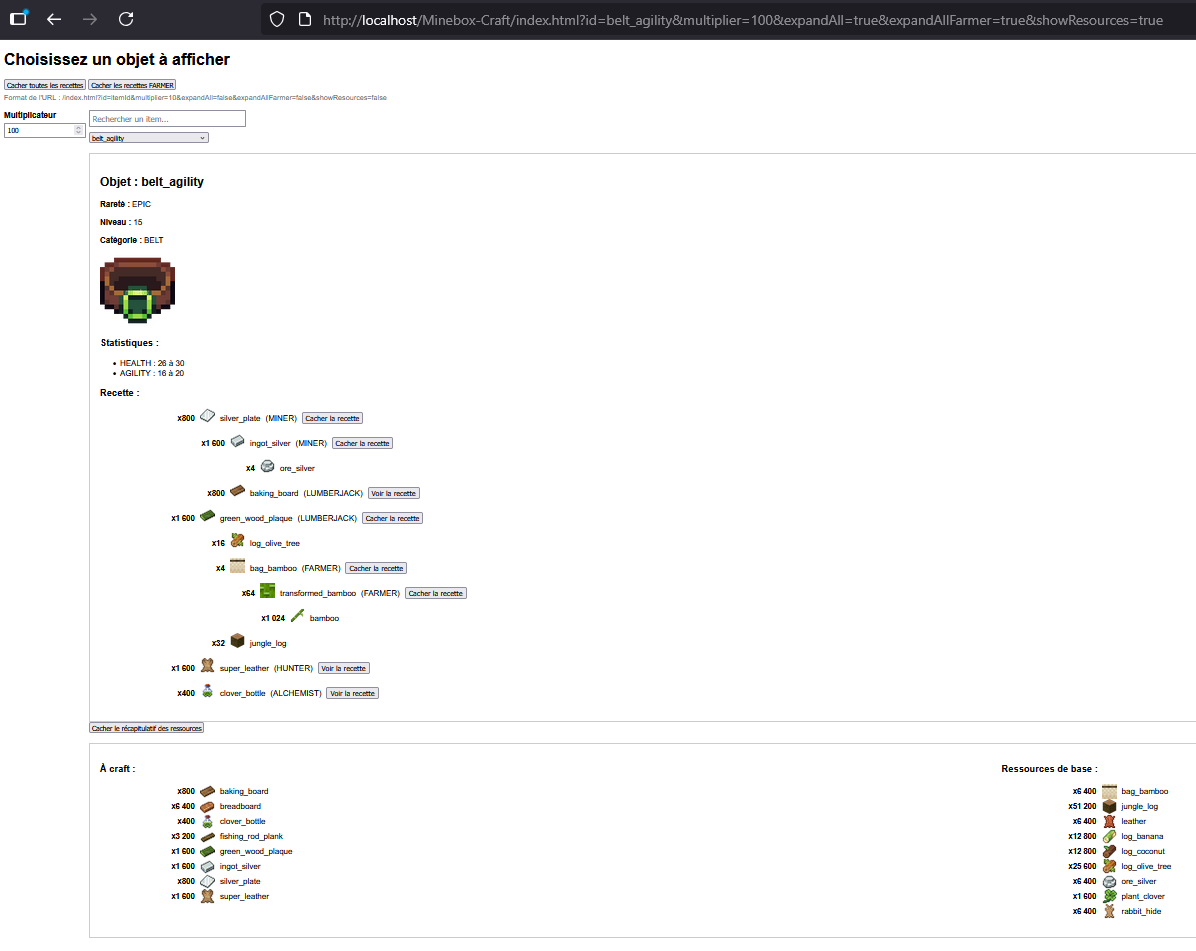 http://localhost/Minebox-Craft/index.html?id=belt_agility&multiplier=100&expandAll=true&expandAllFarmer=true&showResources=true
Choisissez un objet à afficher
Cacher toutes les recettes Cacher les recettes FARMER
Format de l'URL : /index.html?id=itemId&multiplier=10&expandAll=false&expandAllFarmer=false&showResources=false
Multiplicateur
100
Rechercher un item...
belt_agility
Objet : belt_agility
Rareté : EPIC
Niveau : 15
Catégorie : BELT
Statistiques :
• HEALTH : 26 à 30
• AGILITY : 16 à 20
Recette :
x800 silver_plate (MINER) Cacher la recette
x1 600 ingot_silver (MINER) Cacher la recette
x4 ore_silver
x800 baking_board (LUMBERJACK) Voir la recette
x1 600 green_wood_plaque (LUMBERJACK) Cacher la recette
x16 log_olive_tree
x4 bag_bamboo (FARMER) Cacher la recette
x64 transformed_bamboo (FARMER) Cacher la recette
x1 024 bamboo
x32 jungle_log
x1 600 super_leather (HUNTER) Voir la recette
x400 clover_bottle (ALCHEMIST) Voir la recette
Cacher le récapitulatif des ressources
À craft :
x800 baking_board
x6 400 breadboard
x400 clover_bottle
x3 200 fishing_rod_plank
x1 600 green_wood_plaque
x1 600 ingot_silver
x800 silver_plate
x1 600 super_leather
Ressources de base :
x6 400 bag_bamboo
x51 200 jungle_log
x6 400 leather
x12 800 log_banana
x12 800 log_coconut
x25 600 log_olive_tree
x6 400 ore_silver
x1 600 plant_clover
x6 400 rabbit_hide